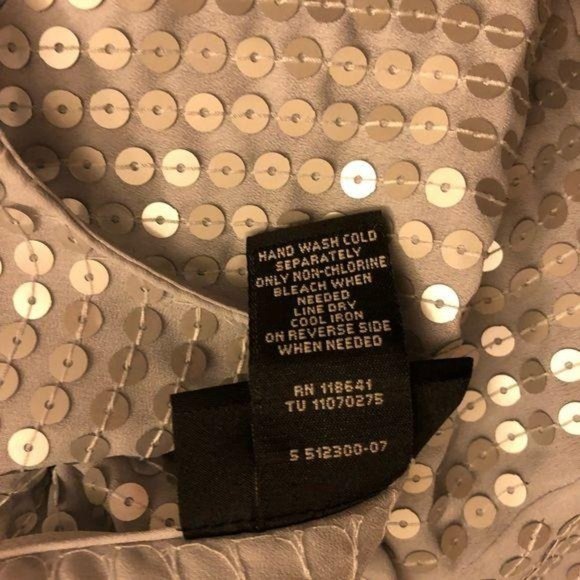 HAND WASH COLD
SEPARATELY
ONLY NON-CHLORINE
BLEACH WHEN
NEEDED
LINE DRY
COOL IRON
ON REVERSE SIDE
WHEN NEEDED
RN 118641
TU 11070275
S 512300-07